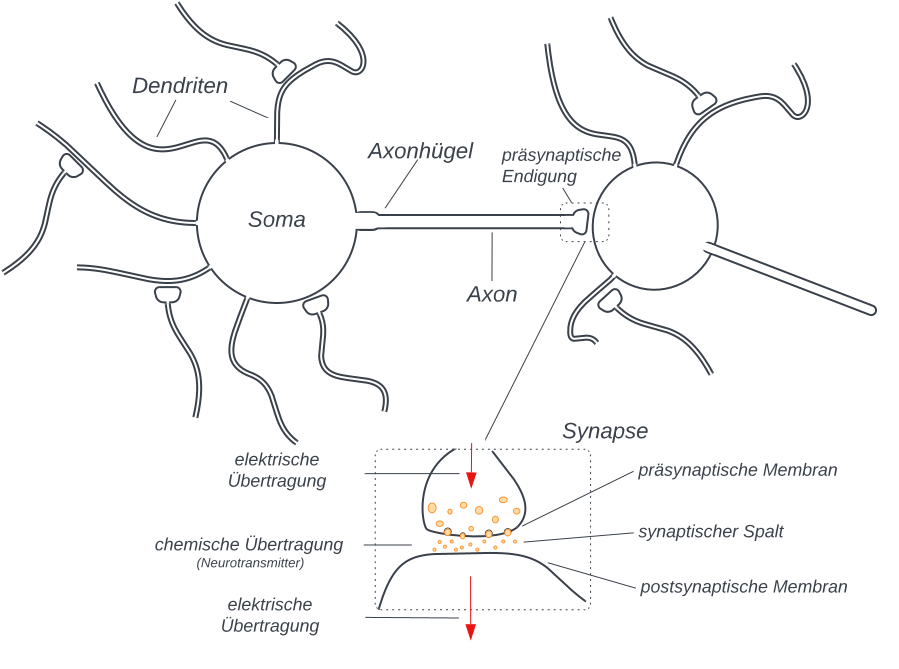 Dendriten
Axonhügel
präsynaptische
Endigung
Soma
Axon
Synapse
elektrische
Übertragung
präsynaptische Membran
synaptischer Spalt
chemische Übertragung
(Neurotransmitter)
postsynaptische Membran
elektrische
Übertragung